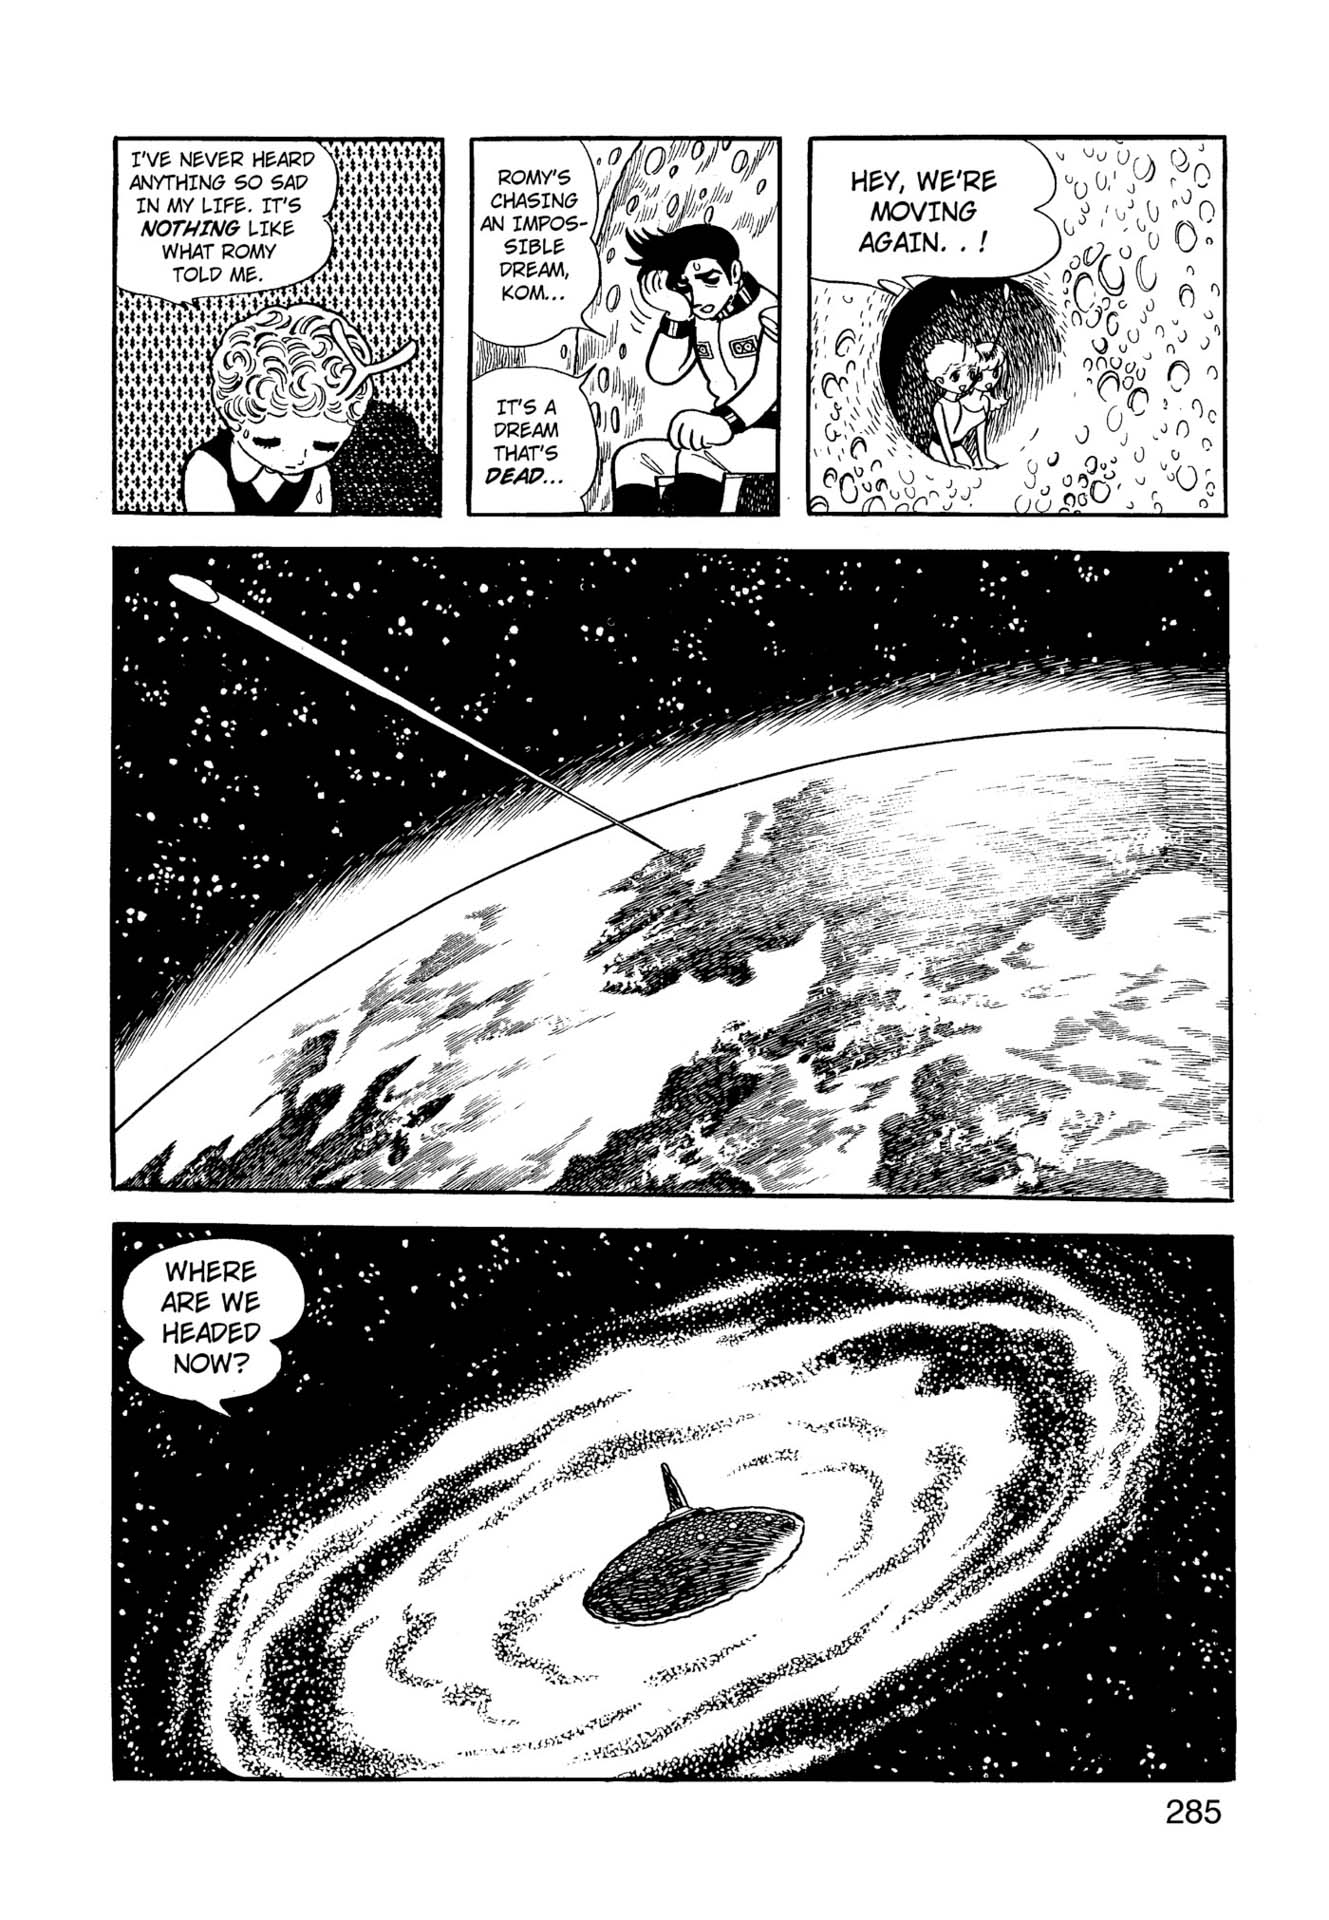 I'VE NEVER HEARD
ANYTHING SO SAD
IN MY LIFE. IT'S
NOTHING LIKE
WHAT ROMY
TOLD ME.
ROMY'S
CHASING
AN IMPOS-
SIBLE
DREAM,
KOM...
IT'S A
DREAM
THAT'S
DEAD...
HEY, WE'RE
MOVING
AGAIN. . !
WHERE
ARE WE
HEADED
NOW?
285